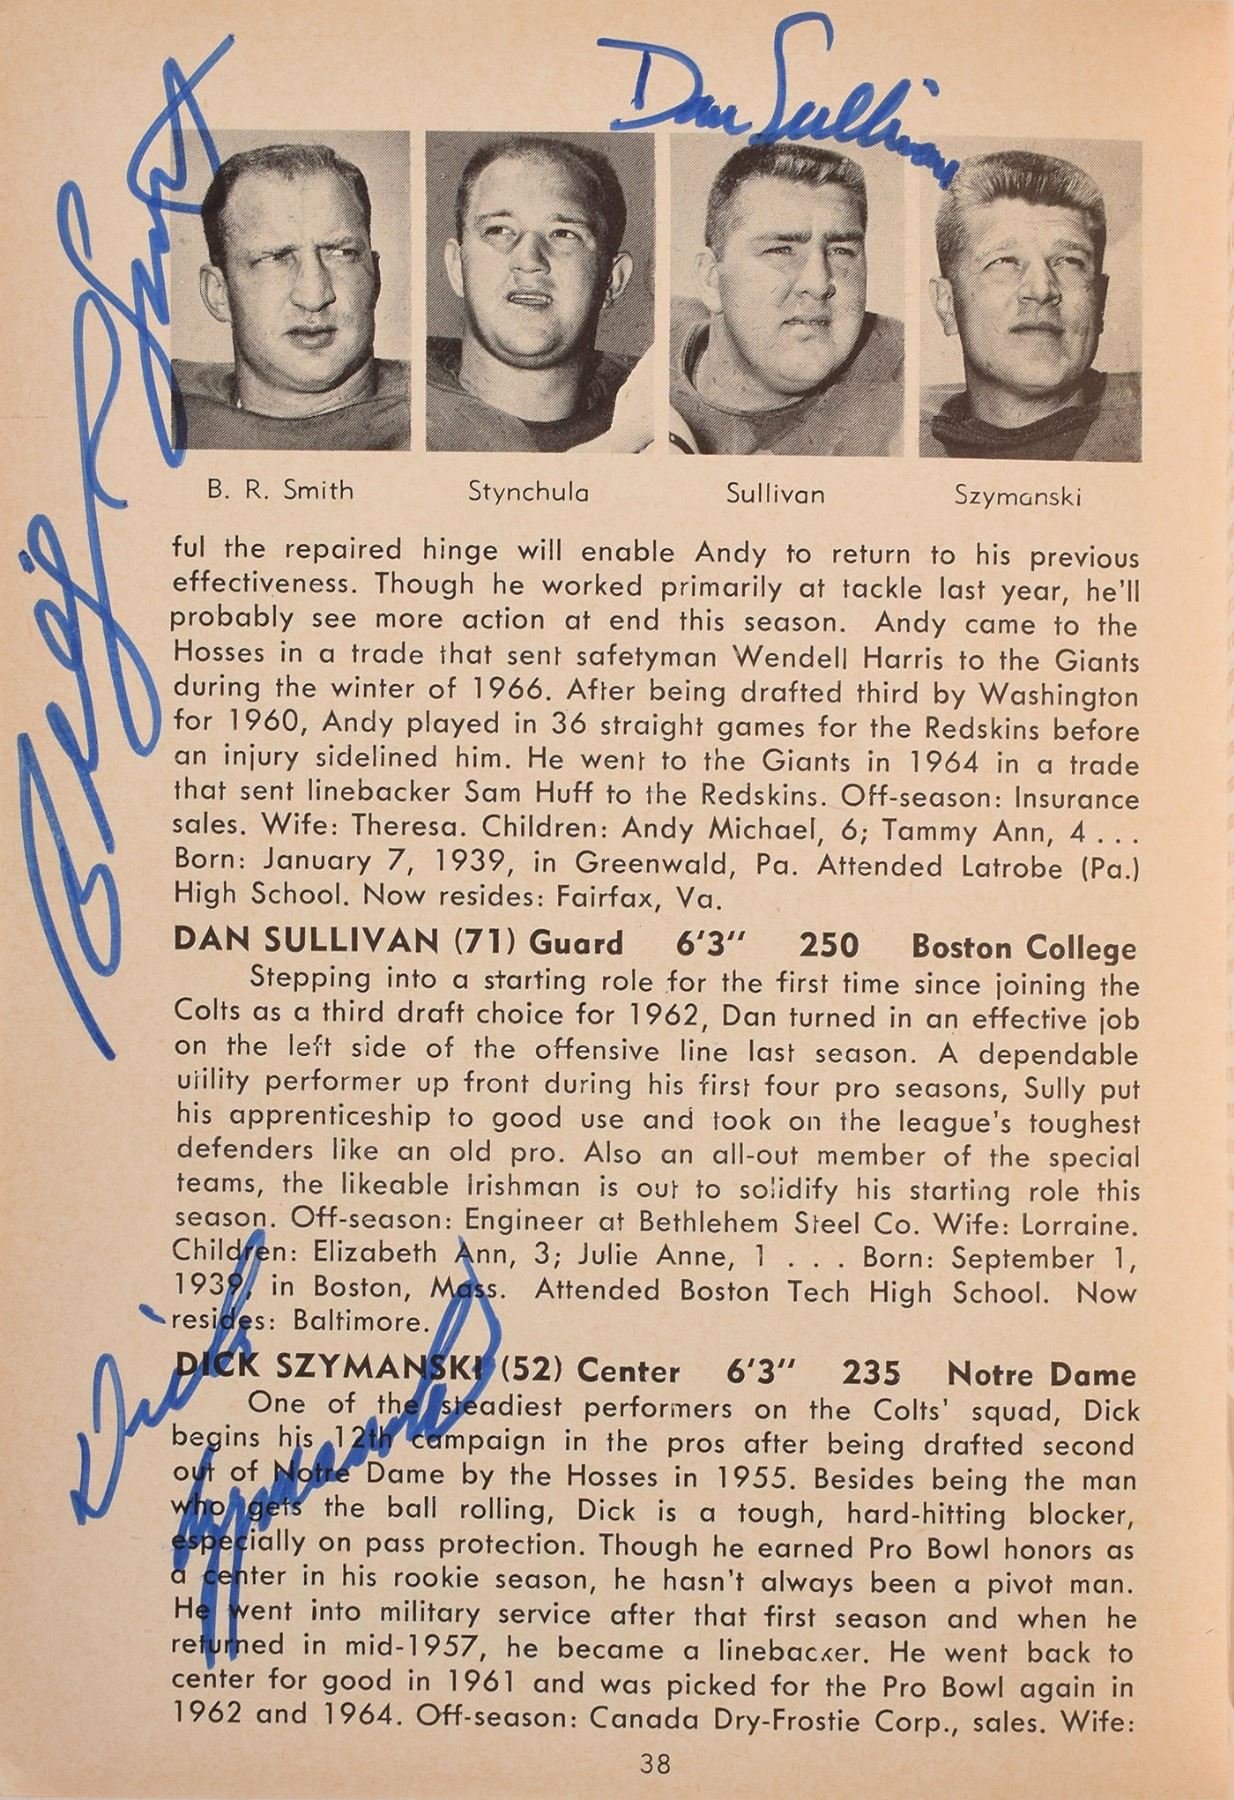 Dan Sullivan
Billy Ray Smith
B. R. Smith Stynchula Sullivan Szymanski
ful the repaired hinge will enable Andy to return to his previous
effectiveness. Though he worked primarily at tackle last year, he'll
probably see more action at end this season. Andy came to the
Hosses in a trade that sent safetyman Wendell Harris to the Giants
during the winter of 1966. After being drafted third by Washington
for 1960, Andy played in 36 straight games for the Redskins before
an injury sidelined him. He went to the Giants in 1964 in a trade
that sent linebacker Sam Huff to the Redskins. Off-season: Insurance
sales. Wife: Theresa. Children: Andy Michael, 6; Tammy Ann, 4 . . .
Born: January 7, 1939, in Greenwald, Pa. Attended Latrobe (Pa.)
High School. Now resides: Fairfax, Va.
DAN SULLIVAN (71) Guard 6'3" 250 Boston College
Stepping into a starting role for the first time since joining the
Colts as a third draft choice for 1962, Dan turned in an effective job
on the left side of the offensive line last season. A dependable
utility performer up front during his first four pro seasons, Sully put
his apprenticeship to good use and took on the league's toughest
defenders like an old pro. Also an all-out member of the special
teams, the likeable Irishman is out to solidify his starting role this
season. Off-season: Engineer at Bethlehem Steel Co. Wife: Lorraine.
Children: Elizabeth Ann, 3; Julie Anne, 1 . . . Born: September 1,
1939, in Boston, Mass. Attended Boston Tech High School. Now
resides: Baltimore.
DICK SZYMANSKI (52) Center 6'3" 235 Notre Dame
One of the steadiest performers on the Colts' squad, Dick
begins his 12th campaign in the pros after being drafted second
out of Notre Dame by the Hosses in 1955. Besides being the man
who gets the ball rolling, Dick is a tough, hard-hitting blocker,
especially on pass protection. Though he earned Pro Bowl honors as
a center in his rookie season, he hasn't always been a pivot man.
He went into military service after that first season and when he
returned in mid-1957, he became a linebacker. He went back to
center for good in 1961 and was picked for the Pro Bowl again in
1962 and 1964. Off-season: Canada Dry-Frostie Corp., sales. Wife:
Dick Szymanski
38